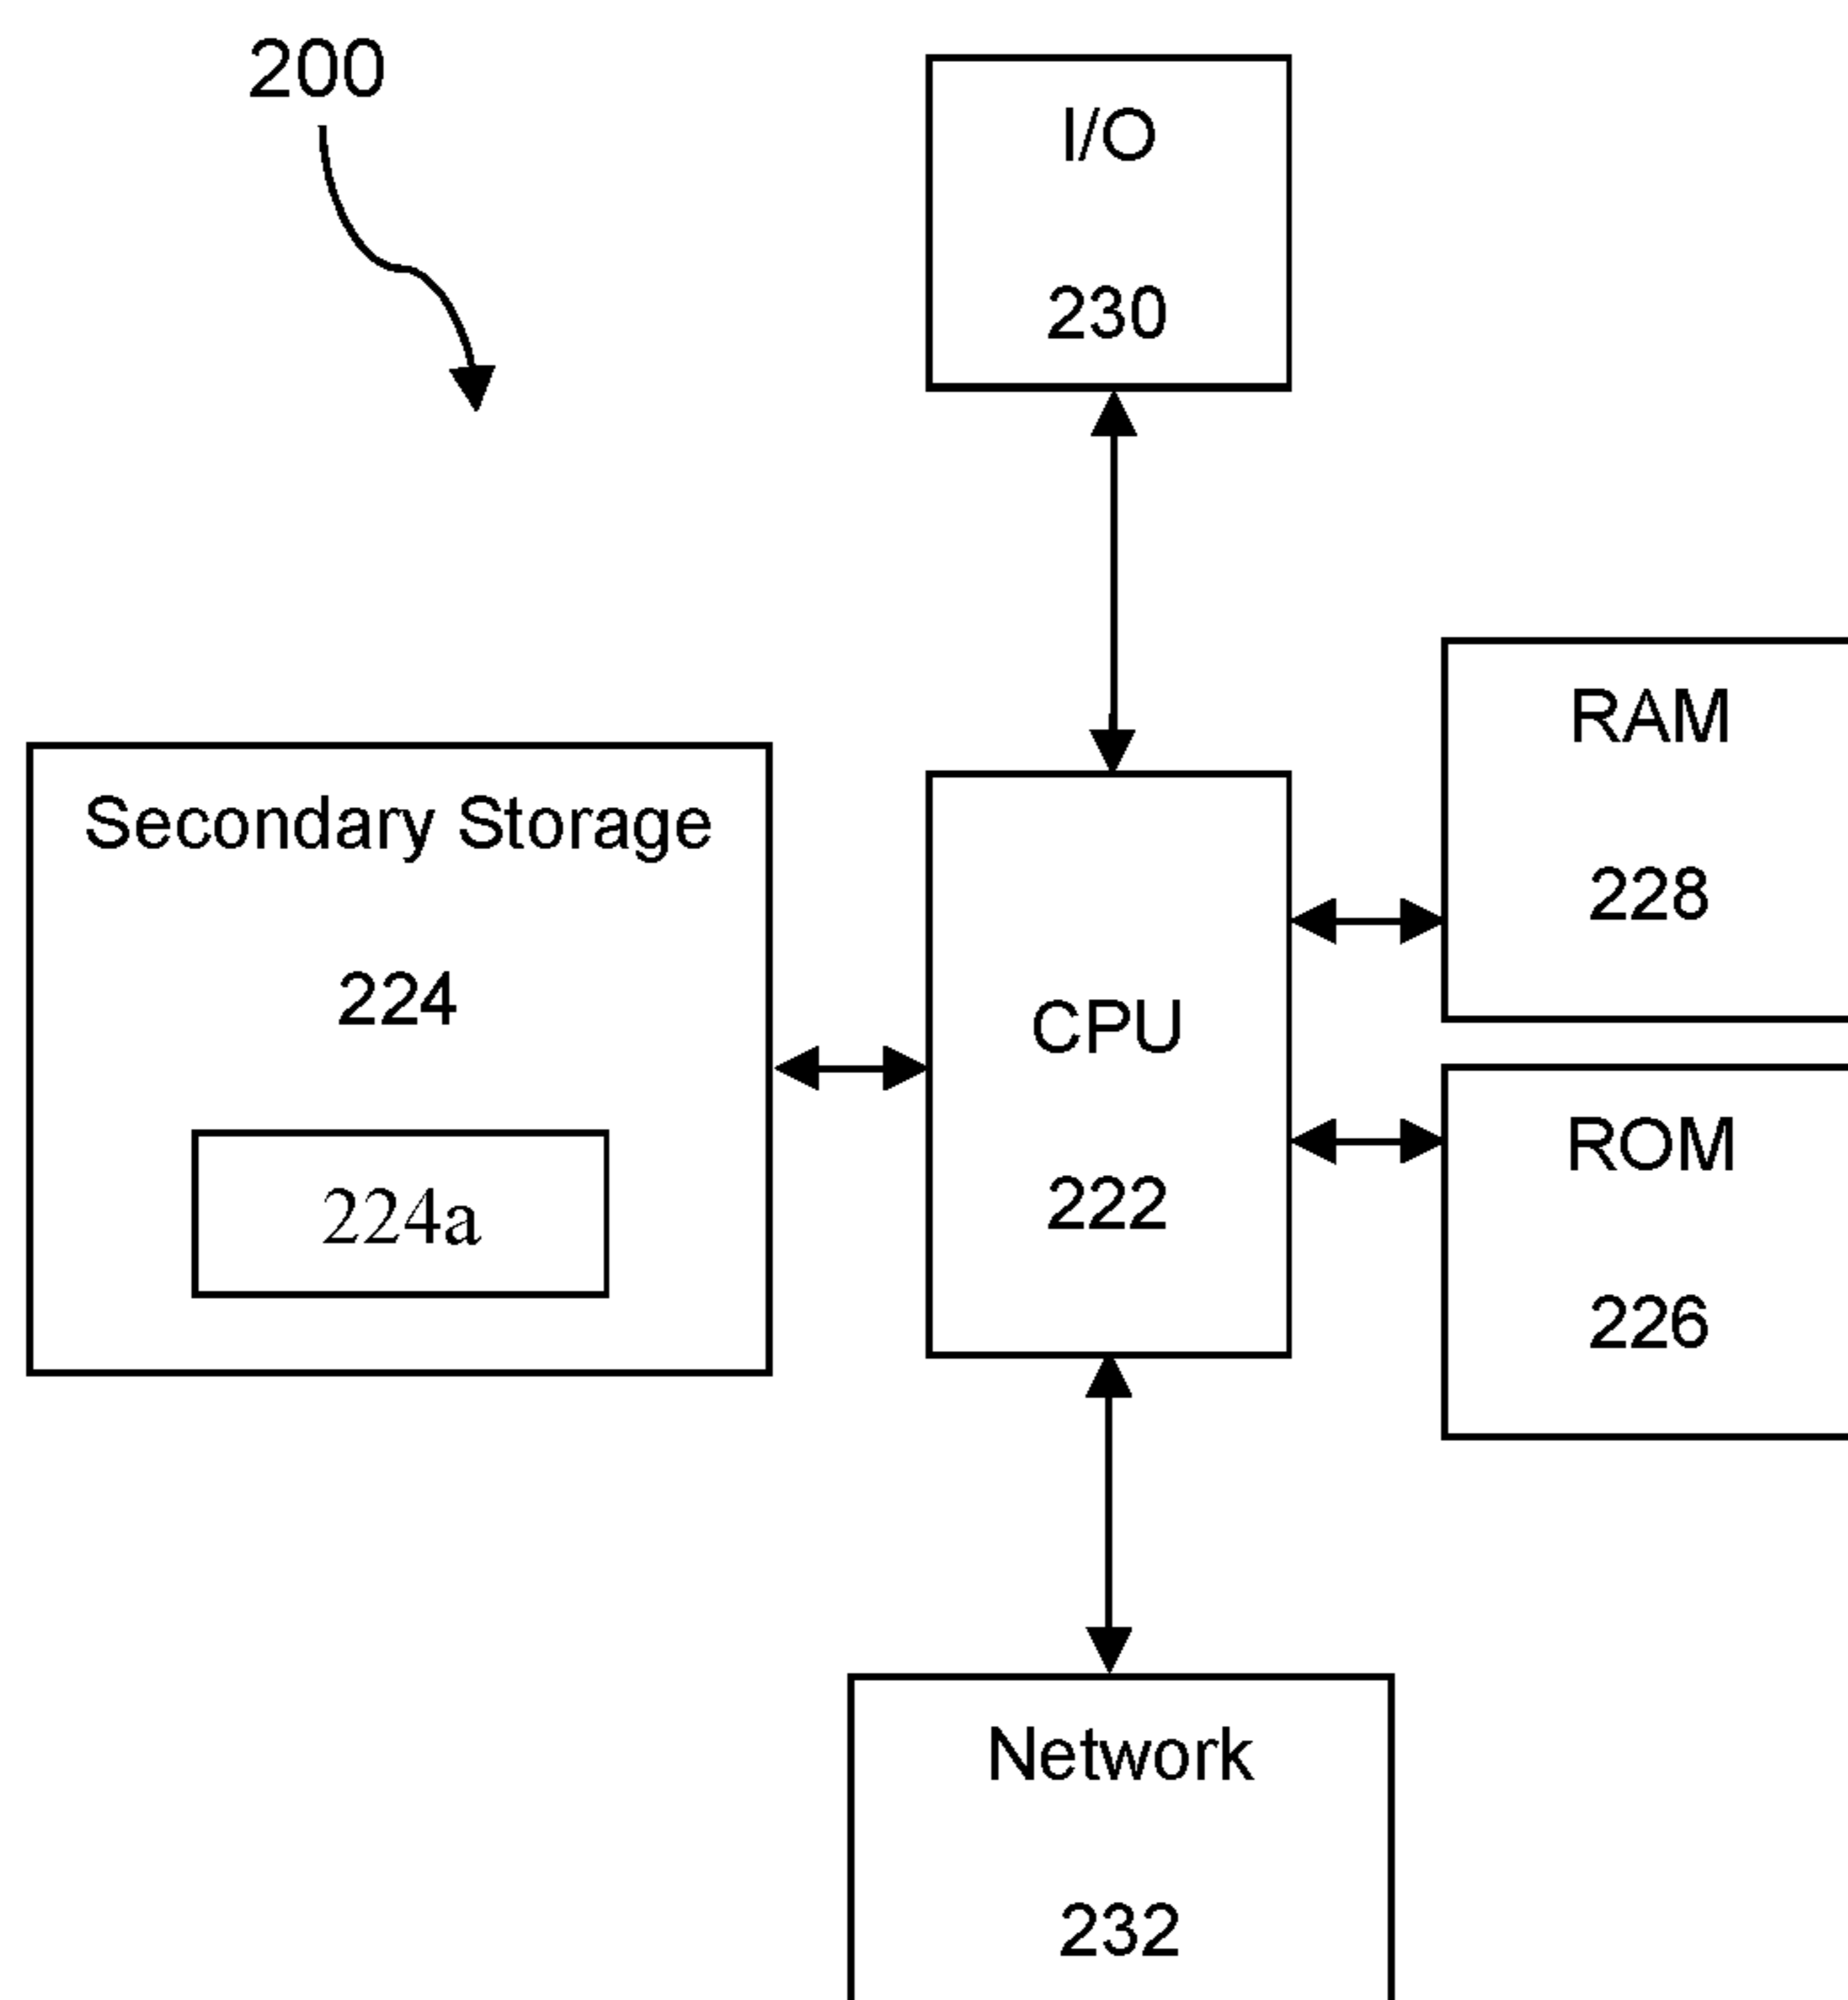 200
I/O
230
RAM
228
Secondary Storage
224
224a
CPU
222
ROM
226
Network
232